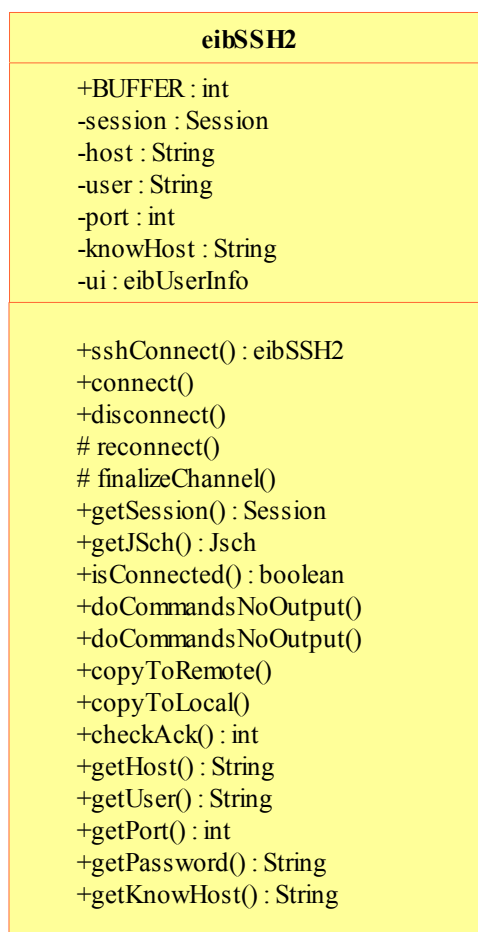 eibSSH2
+BUFFER : int
-session : Session
-host : String
-user : String
-port : int
-knowHost : String
-ui : eibUserInfo
+sshConnect() : eibSSH2
+connect()
+disconnect()
# reconnect()
# finalizeChannel()
+getSession() : Session
+getJSch() : Jsch
+isConnected() : boolean
+doCommandsNoOutput()
+doCommandsNoOutput()
+copyToRemote()
+copyToLocal()
+checkAck() : int
+getHost() : String
+getUser() : String
+getPort() : int
+getPassword() : String
+getKnowHost() : String